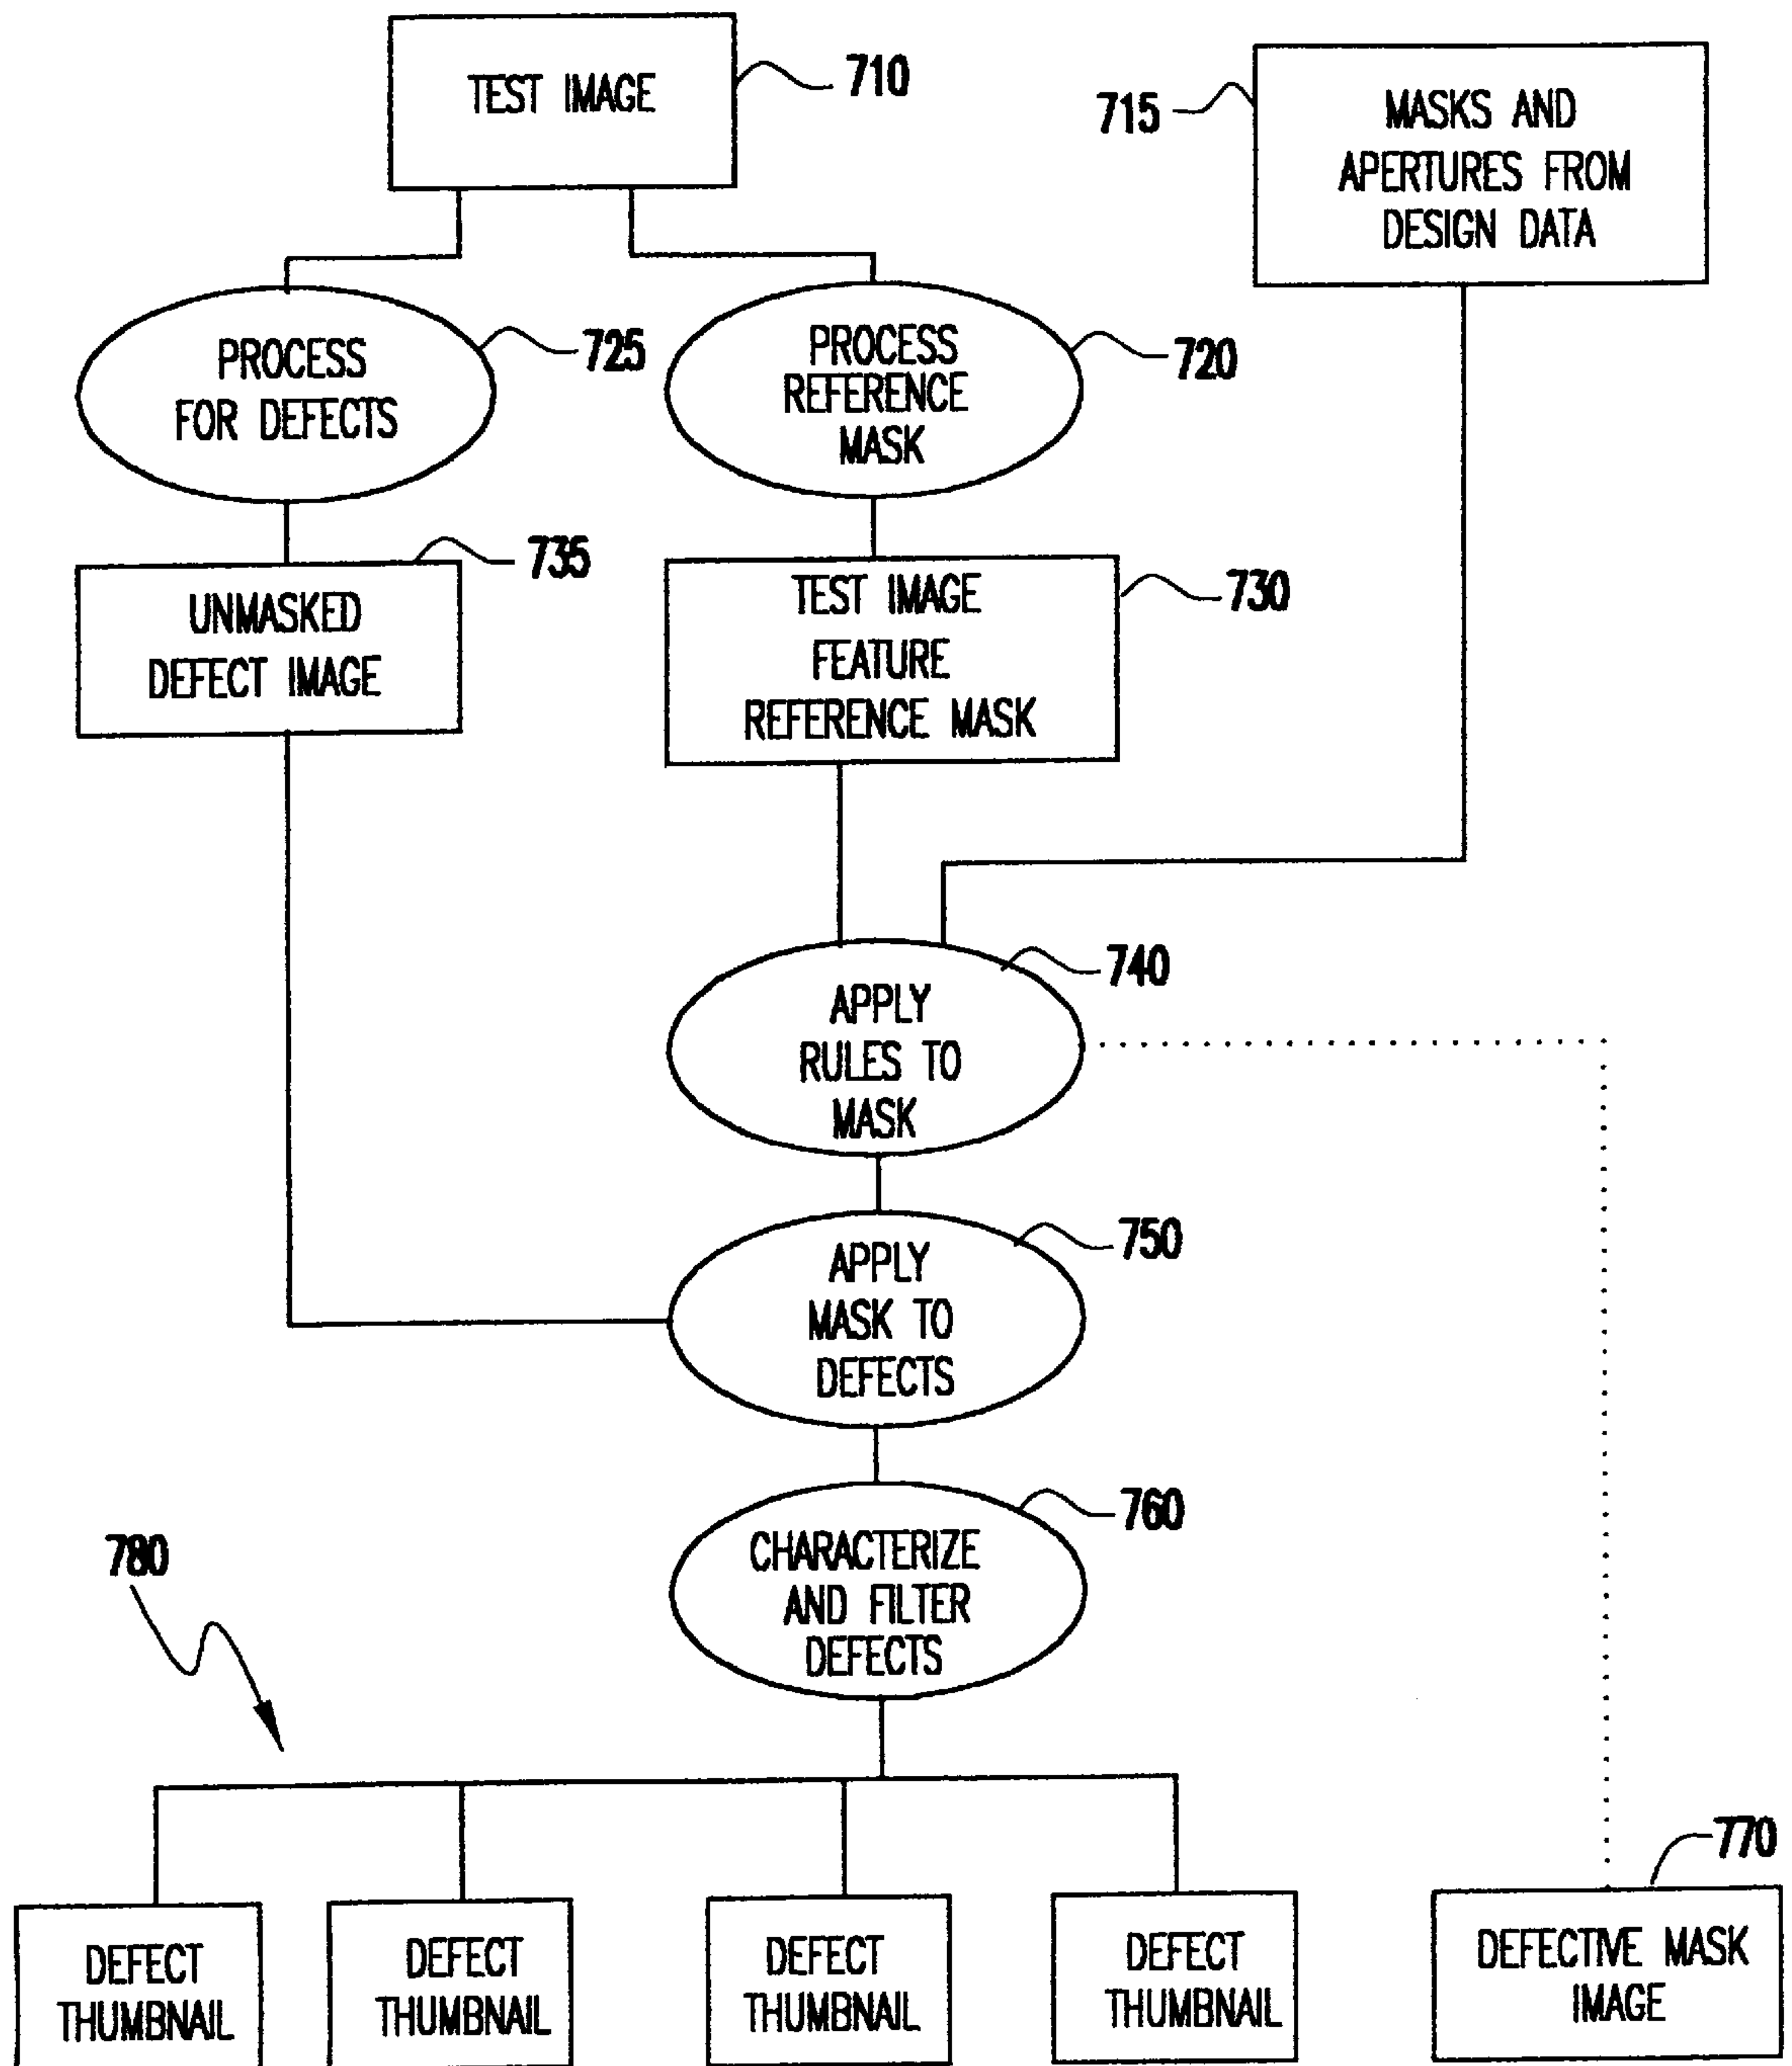 TEST IMAGE
710
715
MASKS AND
APERTURES FROM
DESIGN DATA
PROCESS
FOR DEFECTS
725
PROCESS
REFERENCE
MASK
720
735
UNMASKED
DEFECT IMAGE
TEST IMAGE
FEATURE
REFERENCE MASK
730
740
APPLY
RULES TO
MASK
750
APPLY
MASK TO
DEFECTS
760
CHARACTERIZE
AND FILTER
DEFECTS
780
770
DEFECT
THUMBNAIL
DEFECT
THUMBNAIL
DEFECT
THUMBNAIL
DEFECT
THUMBNAIL
DEFECTIVE MASK
IMAGE